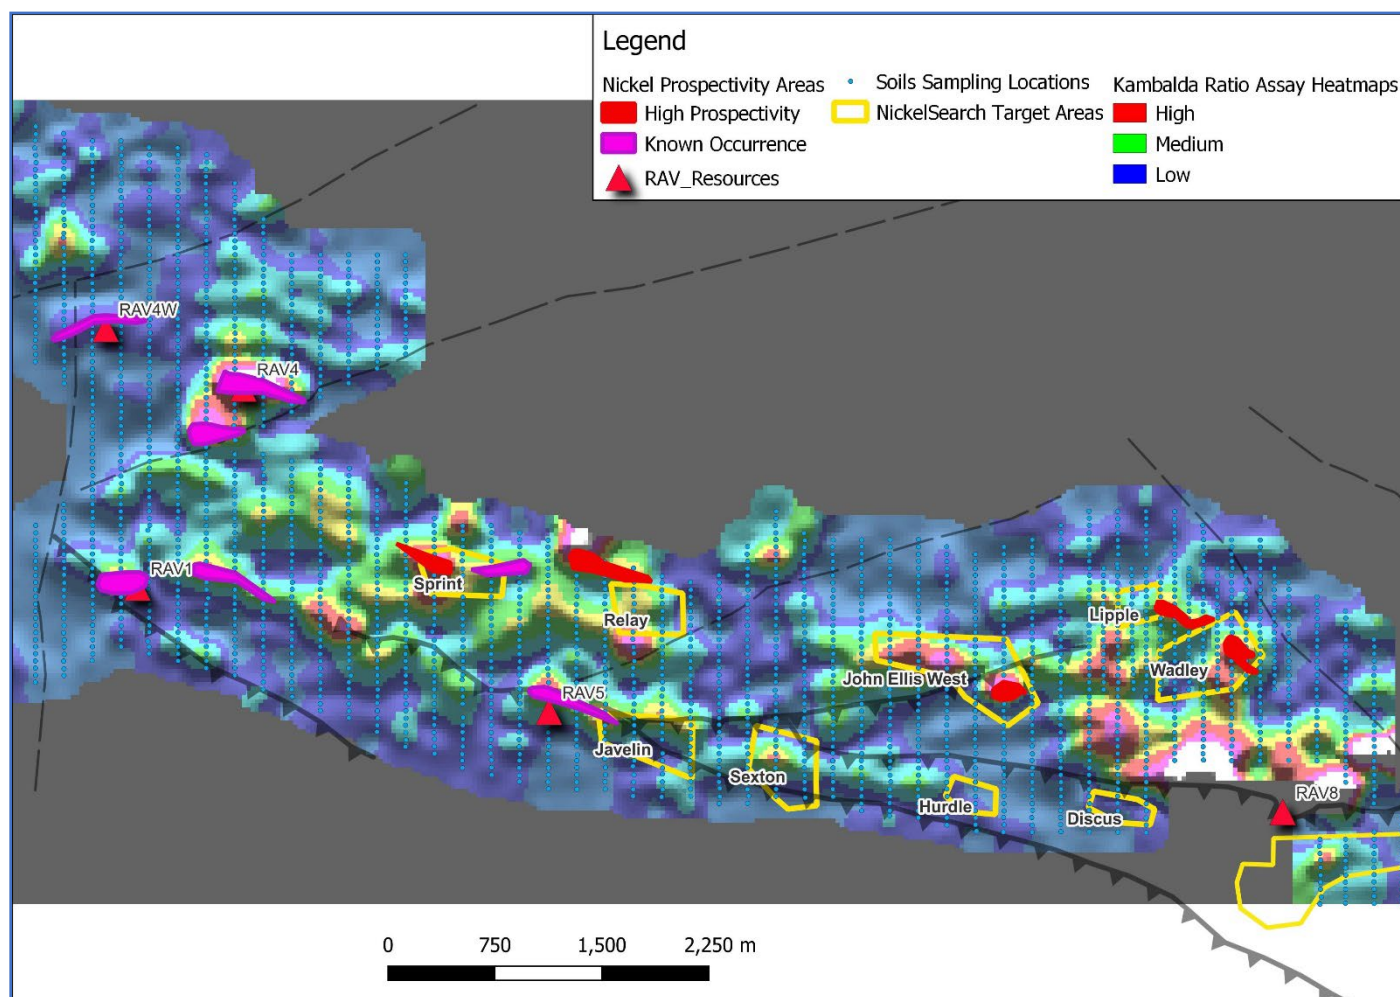 Legend
Nickel Prospectivity Areas
High Prospectivity
Known Occurrence
RAV_Resources
Soils Sampling Locations
NickelSearch Target Areas
Kambalda Ratio Assay Heatmaps
High
Medium
Low
RAV4W
RAV4
RAV1
Sprint
Relay
Lipple
Wadley
John Ellis West
RAV5
Javelin
Sexton
Hurdle
Discus
RAV8
0 750 1,500 2,250 m